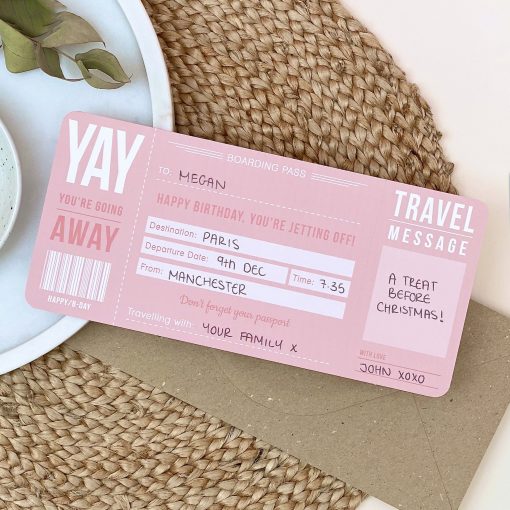 YAY
YOU'RE GOING
AWAY
HAPPY/B-DAY
BOARDING PASS
TO: MEGAN
HAPPY BIRTHDAY, YOU'RE JETTING OFF!
Destination: PARIS
Departure Date: 9TH DEC Time: 7.35
From: MANCHESTER
Don't forget your passport
Travelling with: YOUR FAMILY X
TRAVEL
MESSAGE
A TREAT
BEFORE
CHRISTMAS!
WITH LOVE
JOHN XOXO